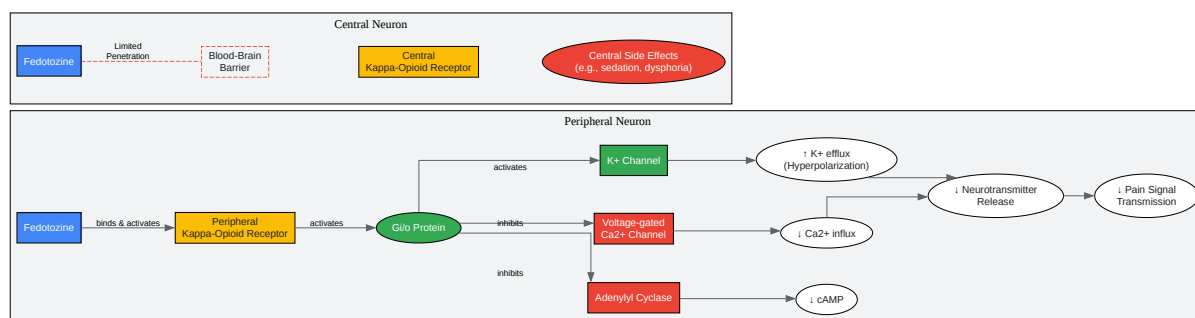 Central Neuron
Fedotozine
Limited
Penetration
Blood-Brain
Barrier
Central
Kappa-Opioid Receptor
Central Side Effects
(e.g., sedation, dysphoria)
Peripheral Neuron
Fedotozine
binds & activates
Peripheral
Kappa-Opioid Receptor
activates
Gi/o Protein
activates
K+ Channel
↑ K+ efflux
(Hyperpolarization)
inhibits
Voltage-gated
Ca2+ Channel
↓ Ca2+ influx
inhibits
Adenylyl Cyclase
↓ cAMP
↓ Neurotransmitter
Release
↓ Pain Signal
Transmission